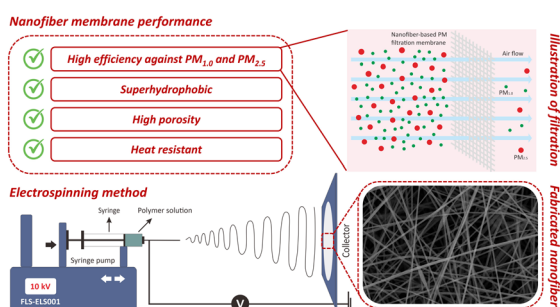 Nanofiber membrane performance
High efficiency against PM1.0 and PM2.5
Superhydrophobic
High porosity
Heat resistant
Nanofiber-based PM
filtration membrane
Air flow
PM1.0
PM2.5
Illustration of filtration
Electrospinning method
Syringe
Polymer solution
Syringe pump
10 kV
FLS-ELS001
V
Collector
Fabricated nanofiber